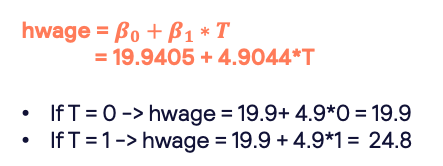 hwage = β₀ + β₁ * T
= 19.9405 + 4.9044*T
• If T = 0 -> hwage = 19.9+ 4.9*0 = 19.9
• If T = 1 -> hwage = 19.9 + 4.9*1 = 24.8